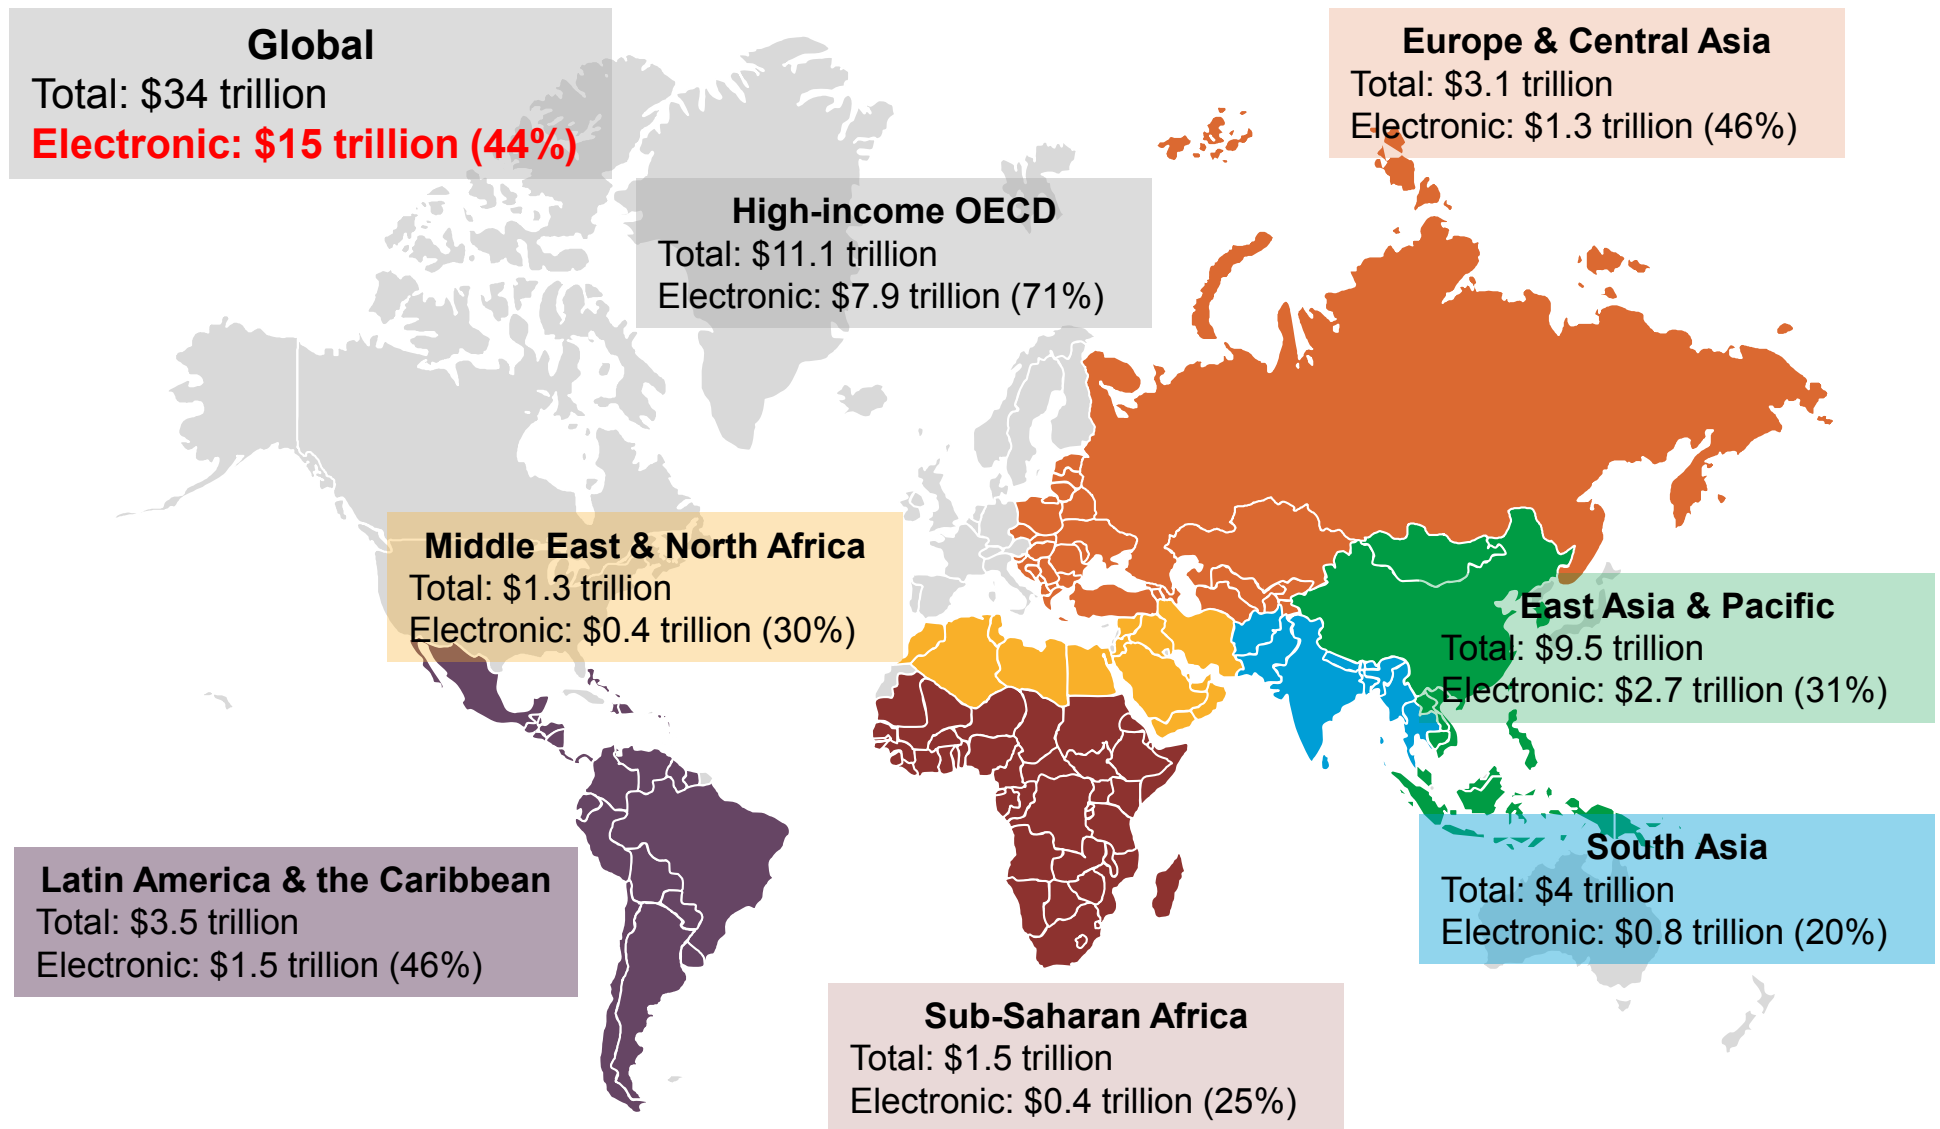 Global
Total: $34 trillion
Electronic: $15 trillion (44%)
Europe & Central Asia
Total: $3.1 trillion
Electronic: $1.3 trillion (46%)
High-income OECD
Total: $11.1 trillion
Electronic: $7.9 trillion (71%)
Middle East & North Africa
Total: $1.3 trillion
Electronic: $0.4 trillion (30%)
East Asia & Pacific
Total: $9.5 trillion
Electronic: $2.7 trillion (31%)
South Asia
Total: $4 trillion
Electronic: $0.8 trillion (20%)
Latin America & the Caribbean
Total: $3.5 trillion
Electronic: $1.5 trillion (46%)
Sub-Saharan Africa
Total: $1.5 trillion
Electronic: $0.4 trillion (25%)